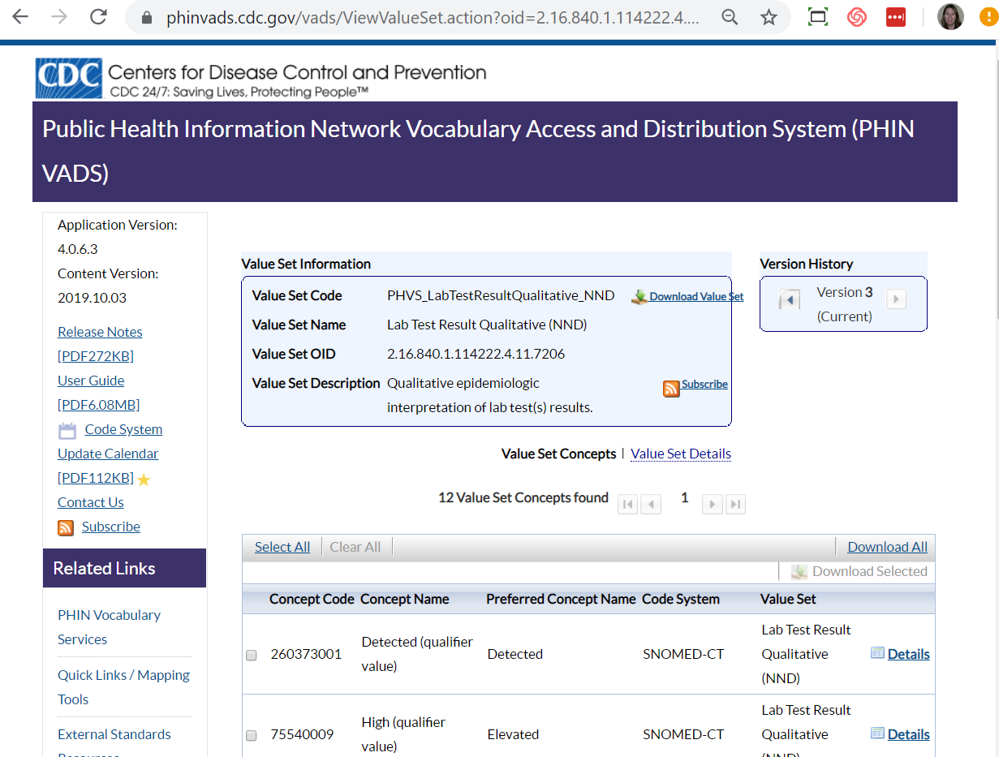 phinvads.cdc.gov/vads/ViewValueSet.action?oid=2.16.840.1.114222.4....
CDC Centers for Disease Control and Prevention
CDC 24/7: Saving Lives, Protecting People™
Public Health Information Network Vocabulary Access and Distribution System (PHIN
VADS)
Application Version:
4.0.6.3
Content Version:
2019.10.03
Release Notes
[PDF272KB]
User Guide
[PDF6.08MB]
Code System
Update Calendar
[PDF112KB]
Contact Us
Subscribe
Related Links
PHIN Vocabulary
Services
Quick Links / Mapping
Tools
External Standards
Resources
Value Set Information
Value Set Code PHVS_LabTestResultQualitative_NND Download Value Set
Value Set Name Lab Test Result Qualitative (NND)
Value Set OID 2.16.840.1.114222.4.11.7206
Value Set Description Qualitative epidemiologic Subscribe
interpretation of lab test(s) results.
Version History
Version 3
(Current)
Value Set Concepts | Value Set Details
12 Value Set Concepts found 1
Select All Clear All Download All
Download Selected
Concept Code Concept Name Preferred Concept Name Code System Value Set
260373001 Detected (qualifier value) Detected SNOMED-CT Lab Test Result Qualitative (NND) Details
75540009 High (qualifier value) Elevated SNOMED-CT Lab Test Result Qualitative (NND) Details